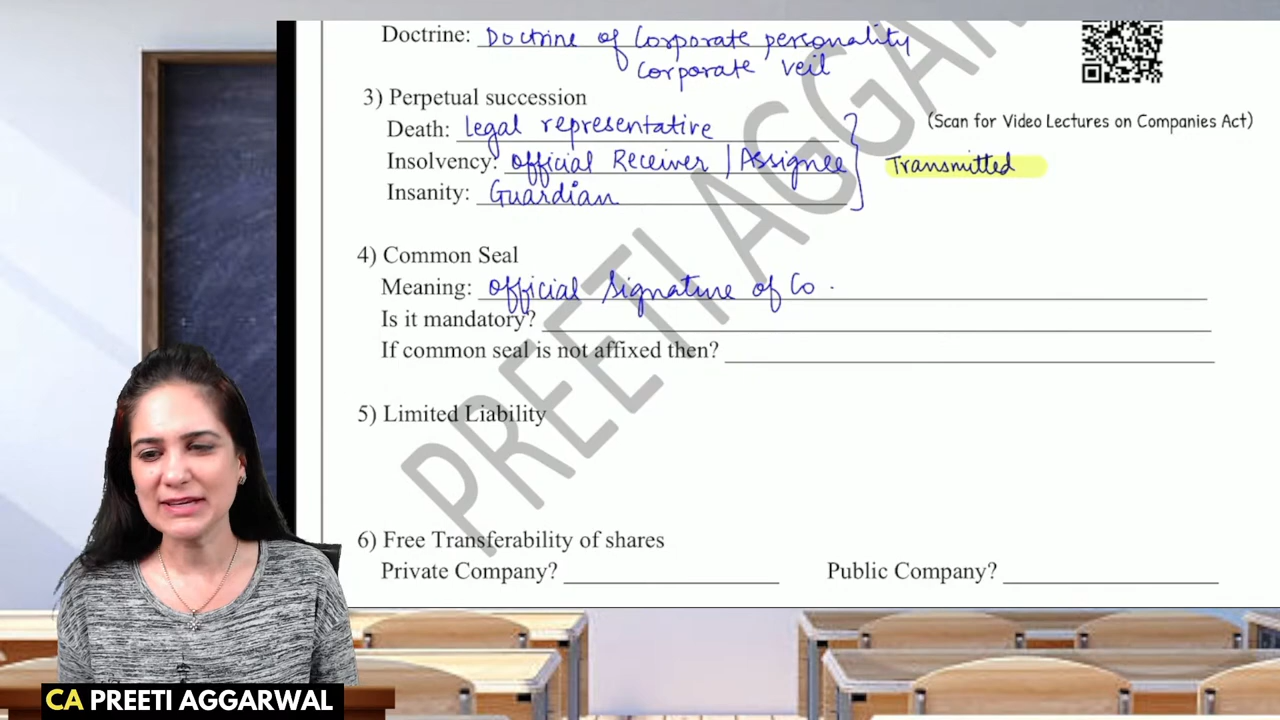 Doctrine: Doctrine of Corporate personality
Corporate veil
3) Perpetual succession
(Scan for Video Lectures on Companies Act)
Death: Legal representative
Insolvency: official Receiver / Assignee
Transmitted
Insanity: Guardian
4) Common Seal
Meaning: official Signature of Co.
Is it mandatory?
If common seal is not affixed then?
5) Limited Liability
6) Free Transferability of shares
Private Company? Public Company?
PREETI AGGAR
CA PREETI AGGARWAL